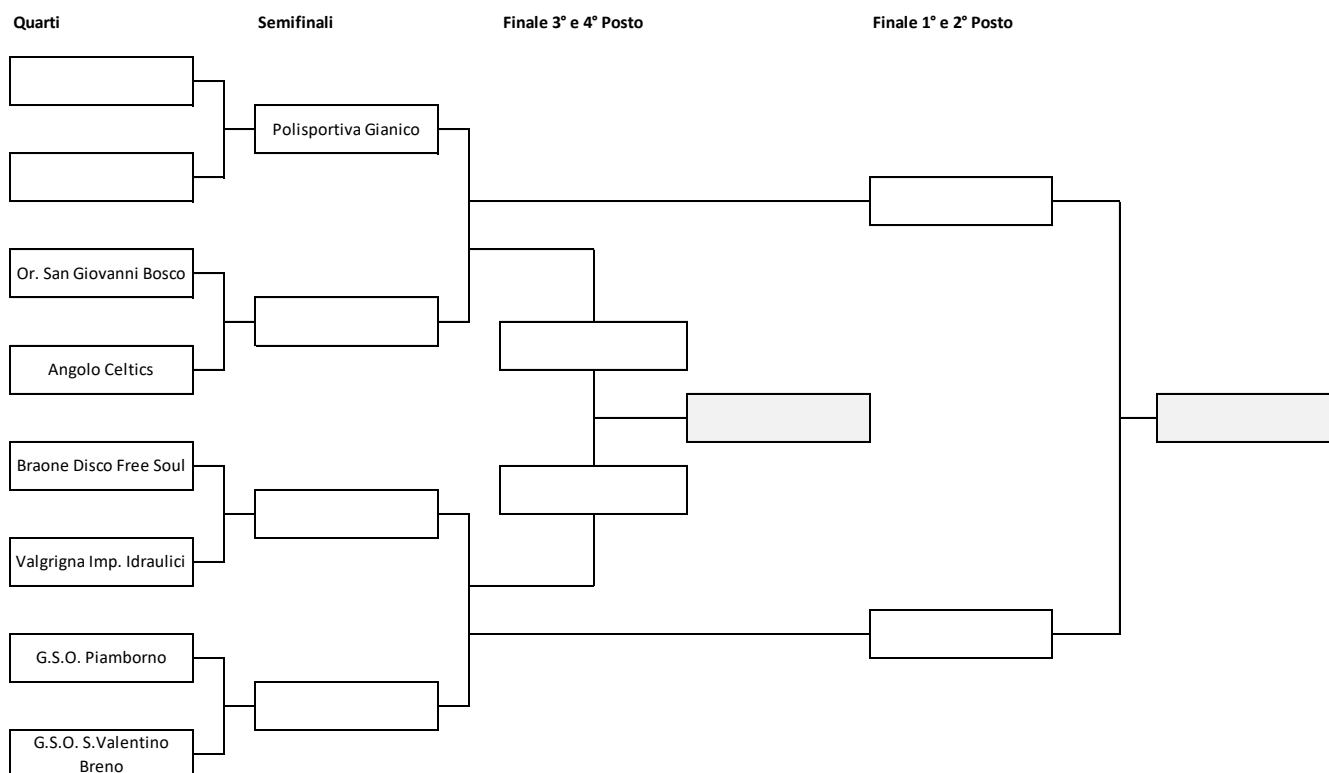 Quarti
Semifinali
Finale 3° e 4° Posto
Finale 1° e 2° Posto
Polisportiva Gianico
Or. San Giovanni Bosco
Angolo Celtics
Braone Disco Free Soul
Valgrigna Imp. Idraulici
G.S.O. Piamborno
G.S.O. S.Valentino
Breno